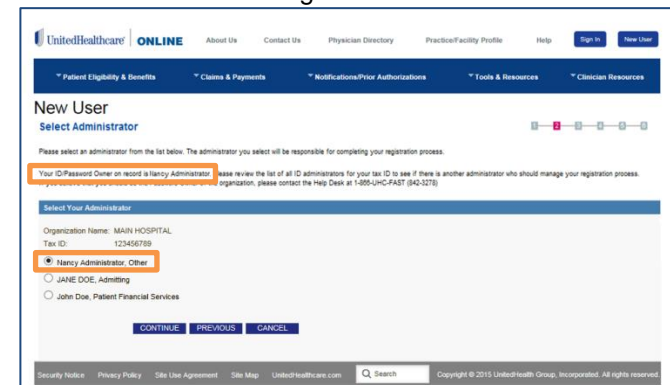 UnitedHealthcare ONLINE About Us Contact Us Physician Directory Practice/Facility Profile Help Sign In New User
Patient Eligibility & Benefits Claims & Payments Notifications/Prior Authorizations Tools & Resources Clinician Resources
New User
Select Administrator 1 2 3 4 5 6
Please select an administrator from the list below. The administrator you select will be responsible for completing your registration process.
Your ID/Password Owner on record is Nancy Administrator. Please review the list of all ID administrators for your tax ID to see if there is another administrator who should manage your registration process.
the organization, please contact the Help Desk at 1-866-UHC-FAST (842-3278)
Select Your Administrator
Organization Name: MAIN HOSPITAL
Tax ID: 123456789
Nancy Administrator, Other
JANE DOE, Admitting
John Doe, Patient Financial Services
CONTINUE PREVIOUS CANCEL
Security Notice Privacy Policy Site Use Agreement Site Map UnitedHealthcare.com Search Copyright © 2015 UnitedHealth Group, Incorporated. All rights reserved.